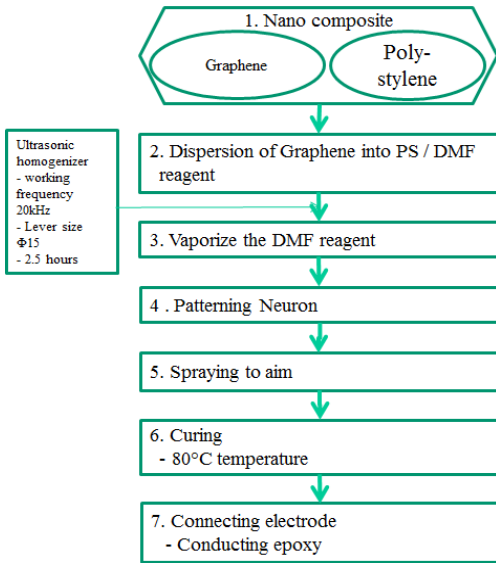 1. Nano composite
Graphene
Poly-
stylene
2. Dispersion of Graphene into PS / DMF
reagent
Ultrasonic
homogenizer
- working
frequency
20kHz
- Lever size
Φ15
- 2.5 hours
3. Vaporize the DMF reagent
4 . Patterning Neuron
5. Spraying to aim
6. Curing
- 80°C temperature
7. Connecting electrode
- Conducting epoxy